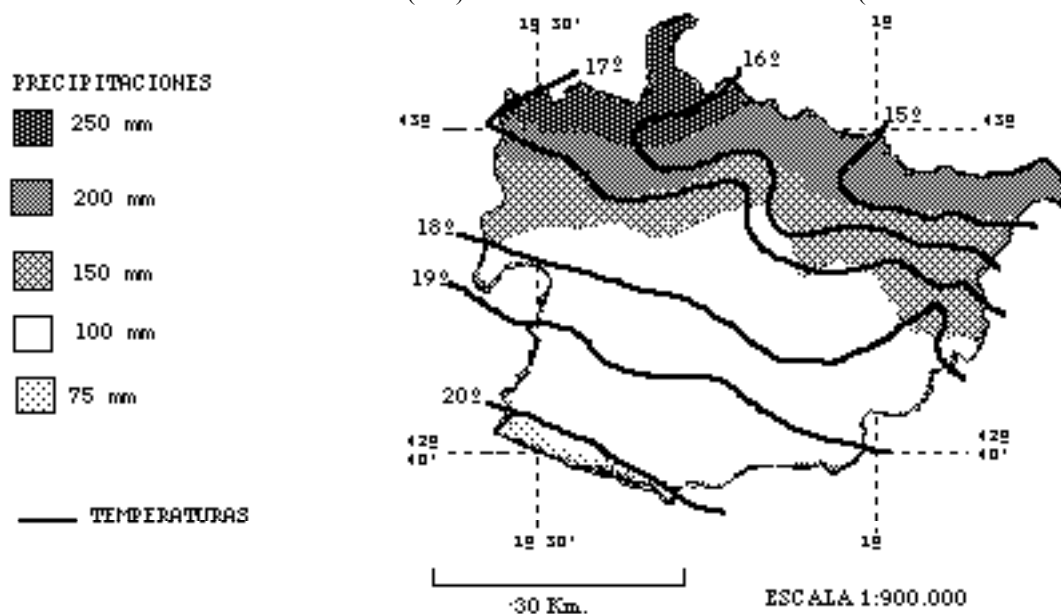 1º 30'
1º
17º
16º
PRECIPITACIONES
250 mm
43º
15º
43º
200 mm
18º
150 mm
19º
100 mm
75 mm
20º
42º
40'
42º
40'
TEMPERATURAS
1º 30'
1º
30 Km.
ESCALA 1:900.000